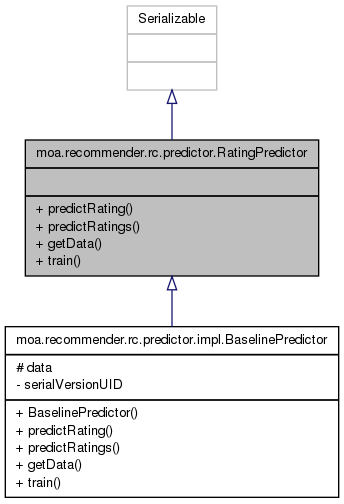 Serializable
moa.recommender.rc.predictor.RatingPredictor
+ predictRating()
+ predictRatings()
+ getData()
+ train()
moa.recommender.rc.predictor.impl.BaselinePredictor
# data
- serialVersionUID
+ BaselinePredictor()
+ predictRating()
+ predictRatings()
+ getData()
+ train()